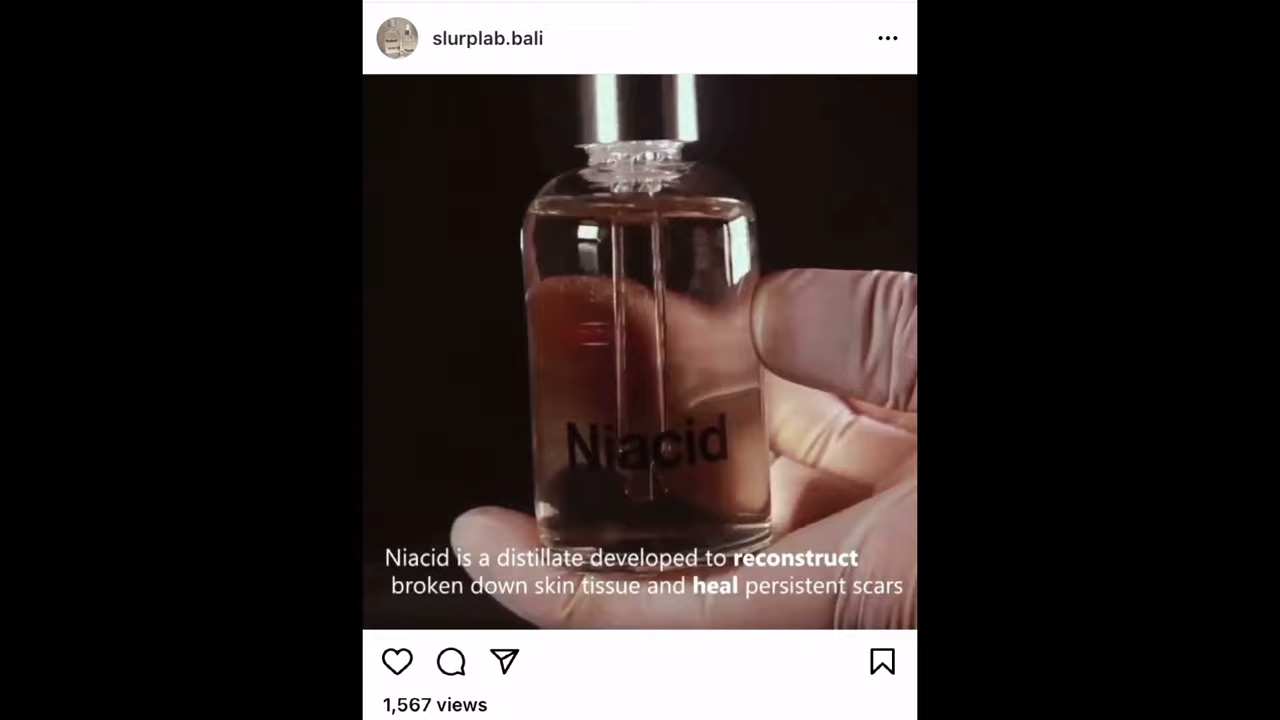 slurplab.bali
Niacid
Niacid is a distillate developed to reconstruct
broken down skin tissue and heal persistent scars
1,567 views